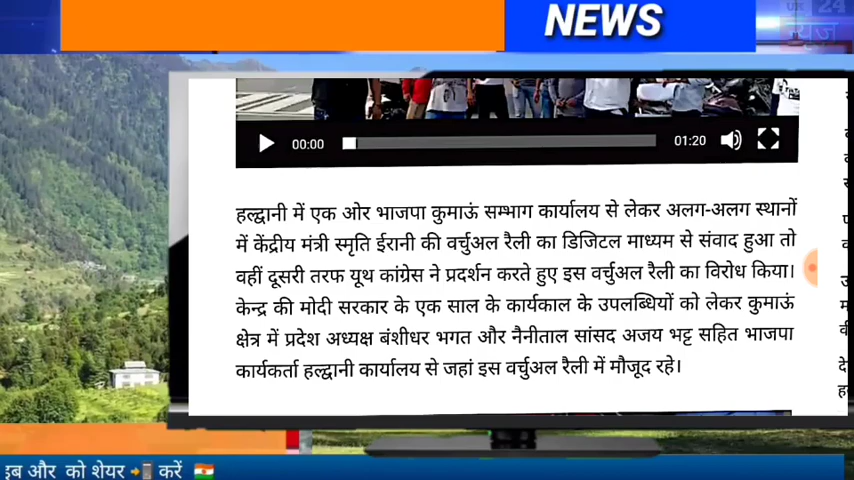 NEWS
24
न्यूज़
00:00
01:20
हल्द्वानी में एक ओर भाजपा कुमाऊं सम्भाग कार्यालय से लेकर अलग-अलग स्थानों
में केंद्रीय मंत्री स्मृति ईरानी की वर्चुअल रैली का डिजिटल माध्यम से संवाद हुआ तो
वहीं दूसरी तरफ यूथ कांग्रेस ने प्रदर्शन करते हुए इस वर्चुअल रैली का विरोध किया।
केन्द्र की मोदी सरकार के एक साल के कार्यकाल के उपलब्धियों को लेकर कुमाऊं
क्षेत्र में प्रदेश अध्यक्ष बंशीधर भगत और नैनीताल सांसद अजय भट्ट सहित भाजपा
कार्यकर्ता हल्द्वानी कार्यालय से जहां इस वर्चुअल रैली में मौजूद रहे।
इब और को शेयर करें